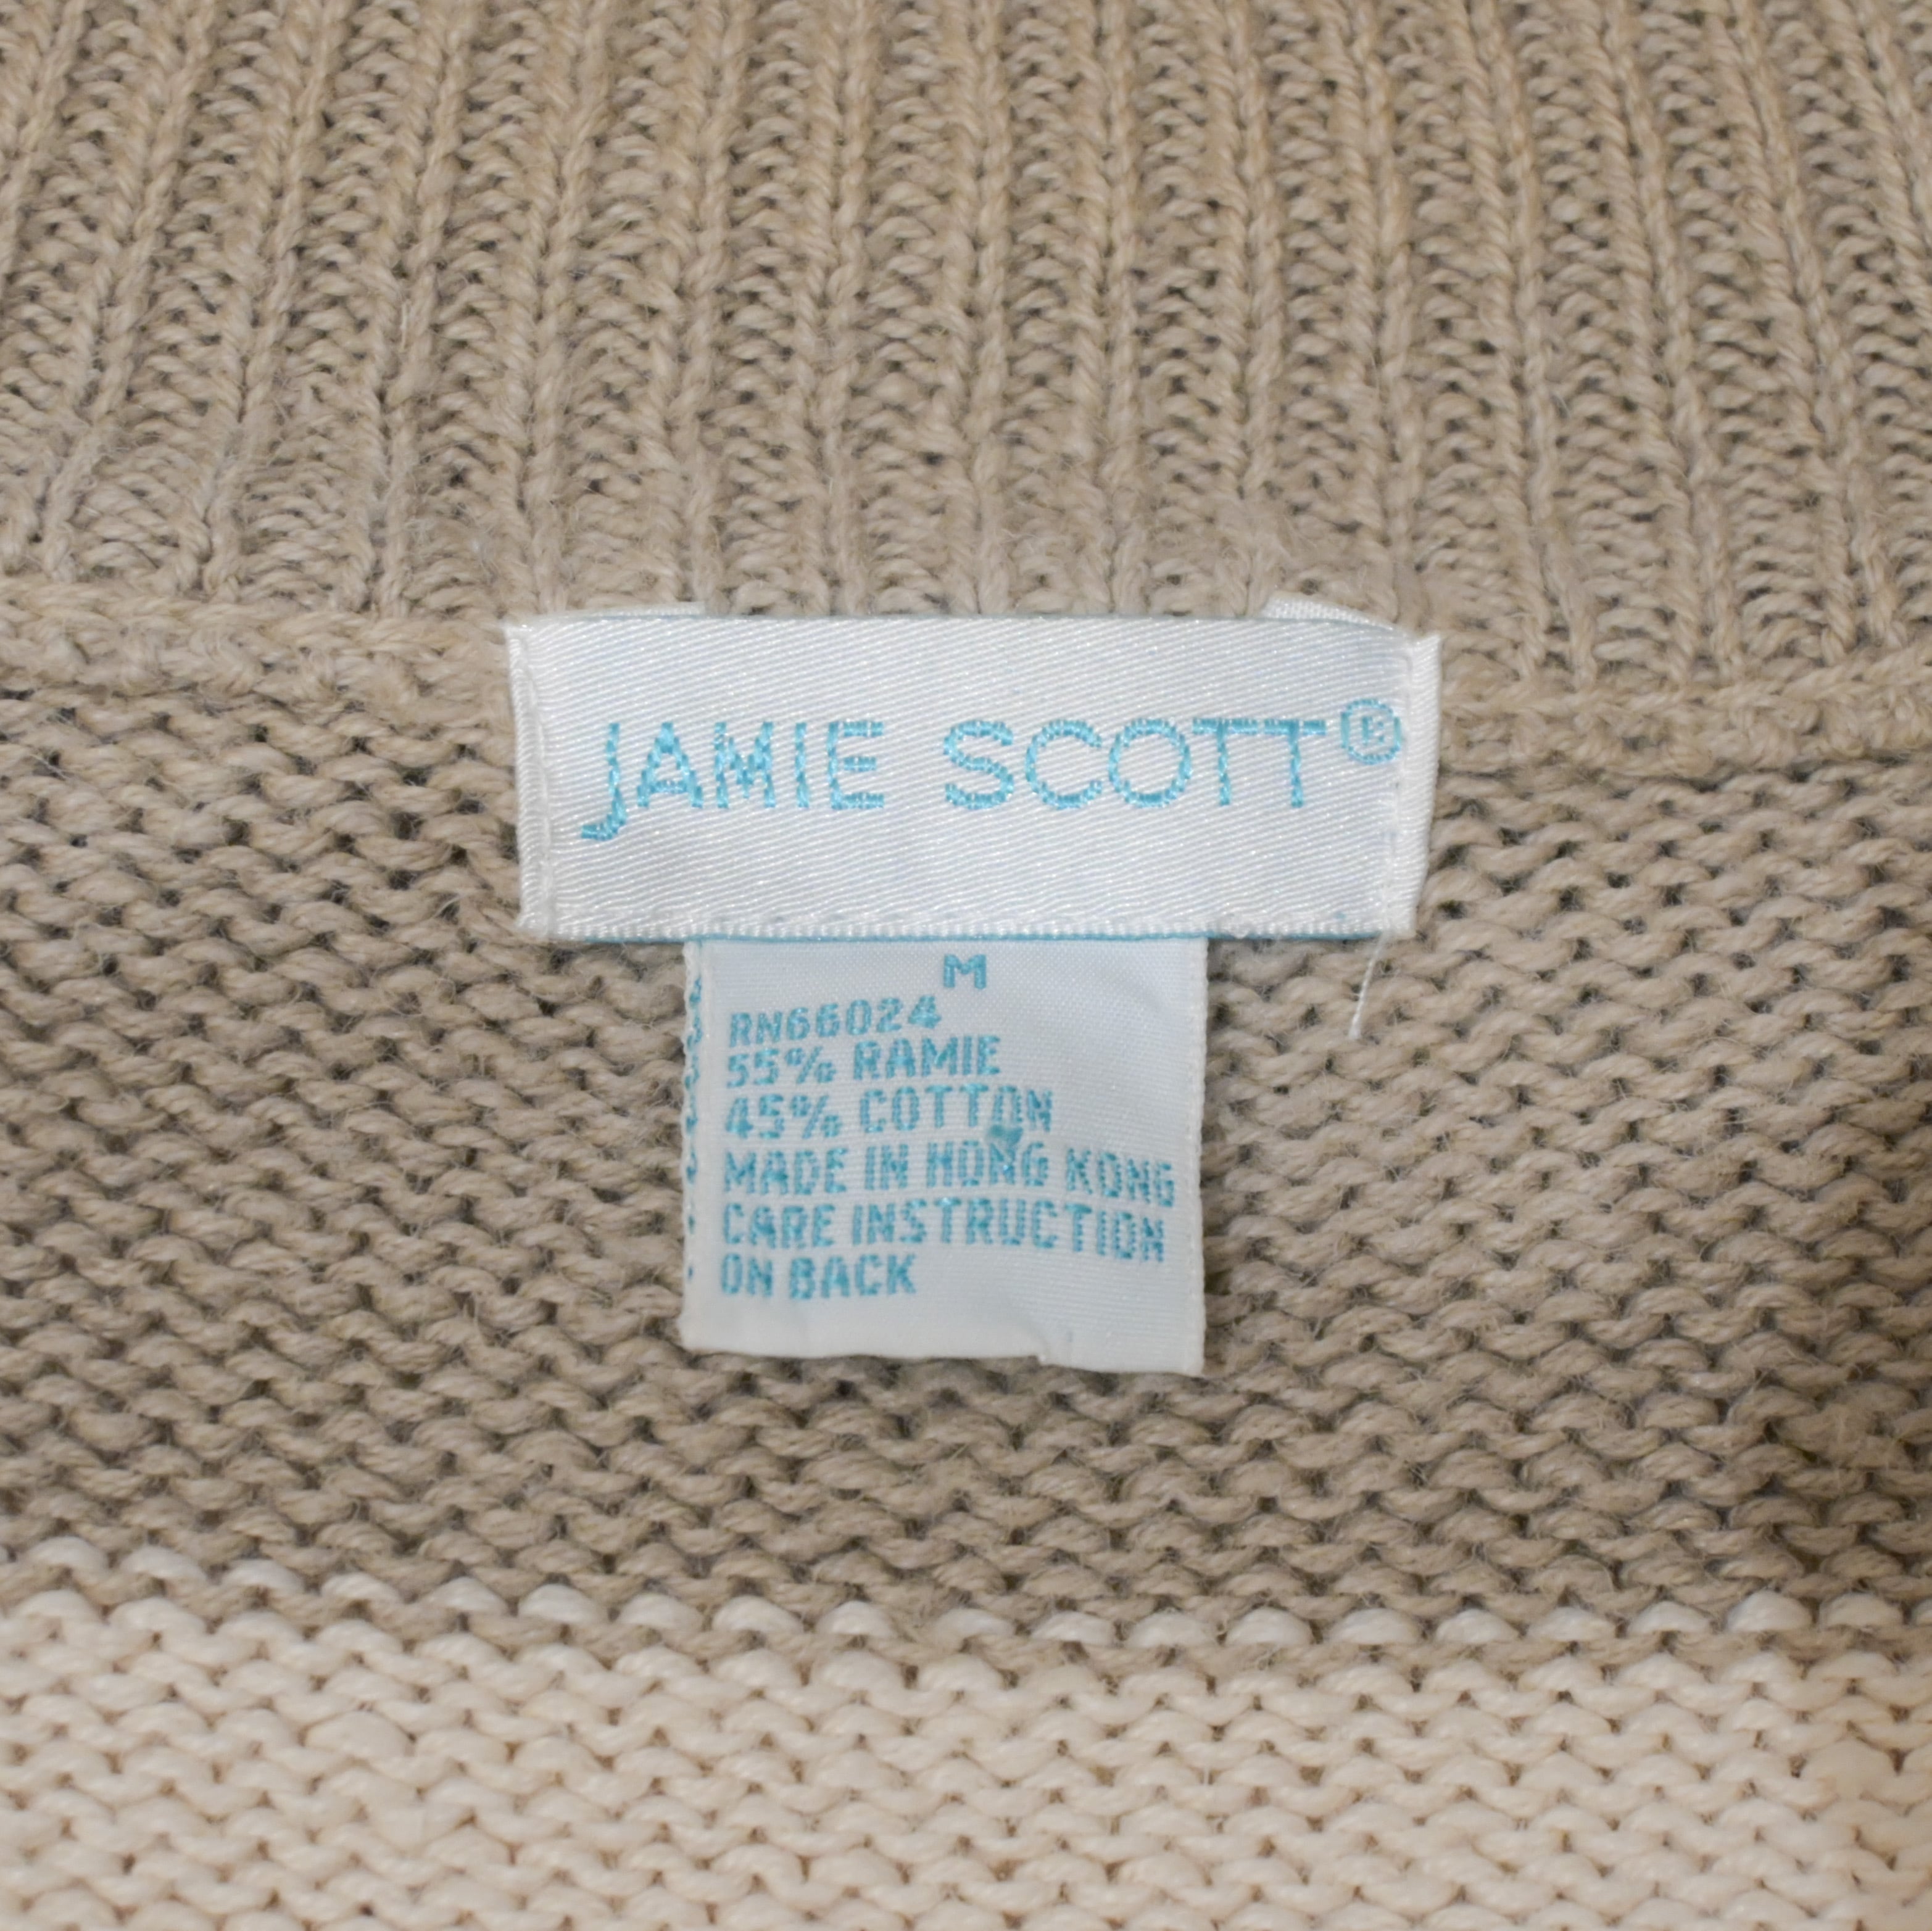 JAMIE SCOTT®
M
RN66024
55% RAMIE
45% COTTON
MADE IN HONG KONG
CARE INSTRUCTION
ON BACK